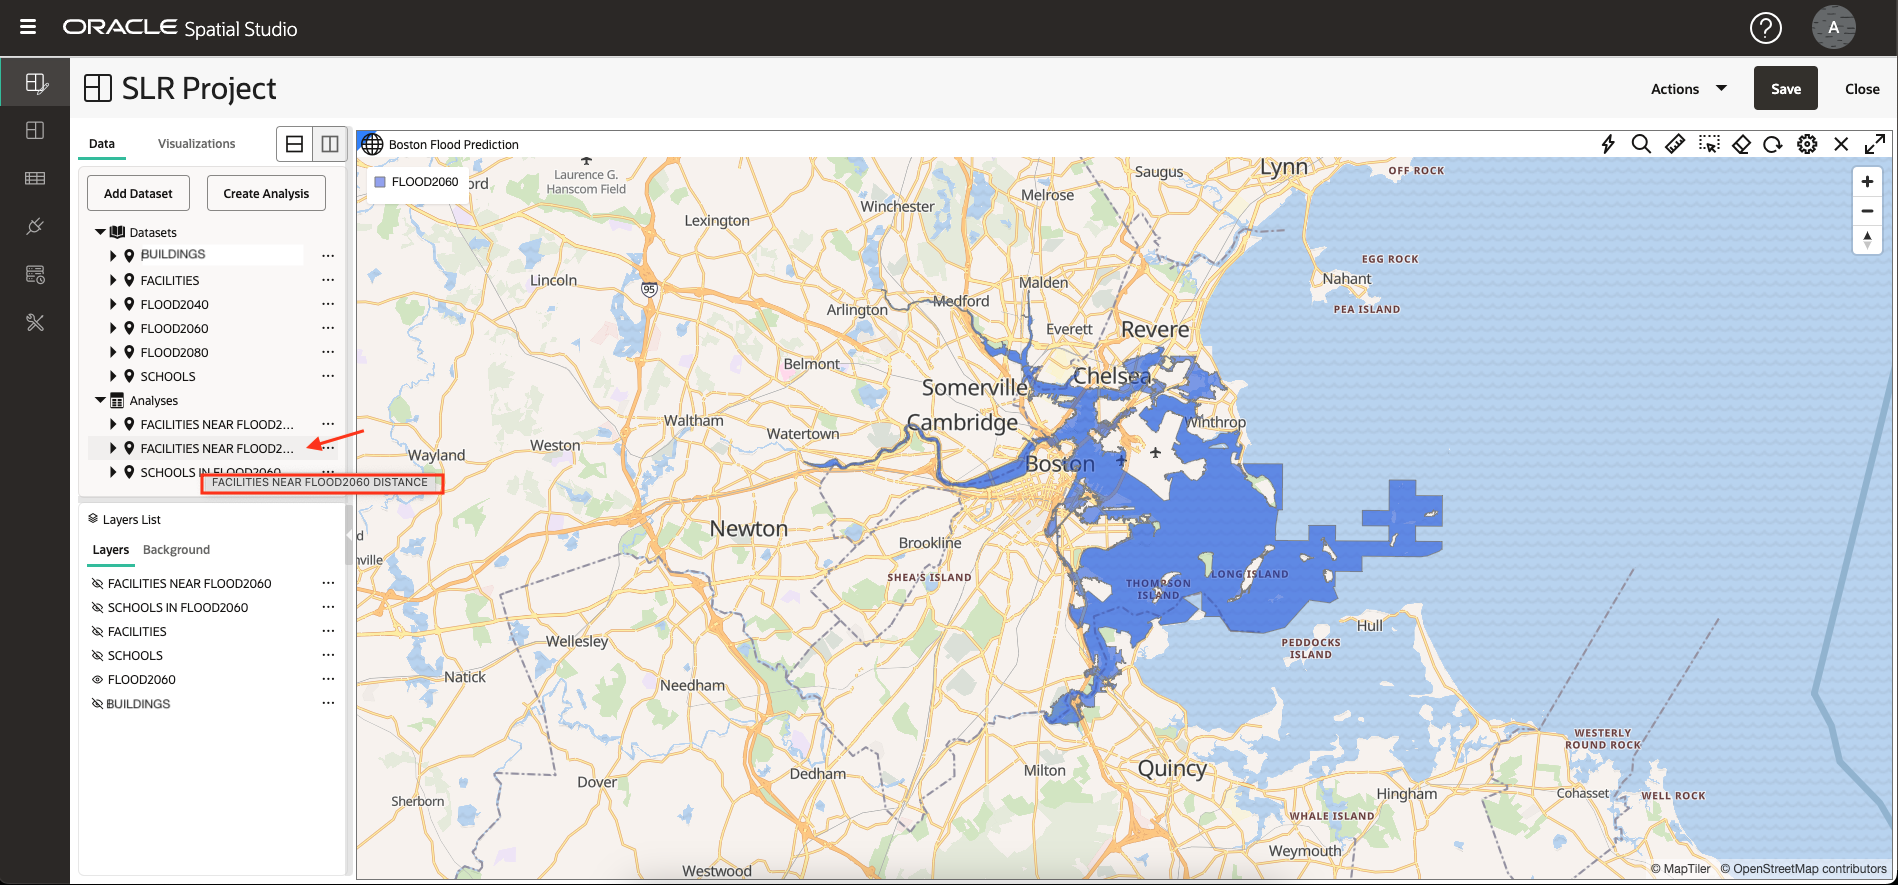 ORACLE Spatial Studio
A
SLR Project
Actions
Save
Close
Data
Visualizations
Add Dataset
Create Analysis
Datasets
BUILDINGS
FACILITIES
FLOOD2040
FLOOD2060
FLOOD2080
SCHOOLS
Analyses
FACILITIES NEAR FLOOD2...
FACILITIES NEAR FLOOD2...
SCHOOLS IN FLOOD2060
FACILITIES NEAR FLOOD2060 DISTANCE
Layers List
Layers
Background
FACILITIES NEAR FLOOD2060
SCHOOLS IN FLOOD2060
FACILITIES
SCHOOLS
FLOOD2060
BUILDINGS
Boston Flood Prediction
FLOOD2060
ord
Laurence G.
Hanscom Field
Saugus
Lynn
OFF ROCK
Melrose
Winchester
Lexington
EGG ROCK
Lincoln
95
Malden
Nahant
Medford
Arlington
PEA ISLAND
Everett
Revere
Belmont
Chelsea
Somerville
Waltham
Cambridge
Winthrop
Watertown
Weston
Wayland
Boston
Newton
d
ville
Brookline
SHEA'S ISLAND
THOMPSON
ISLAND
LONG ISLAND
Hull
Wellesley
PEDDOCKS
ISLAND
Natick
Needham
WESTERLY
ROUND ROCK
Quincy
Milton
Dedham
Dover
Hingham
Cohasset
WELL ROCK
Sherborn
WHALE ISLAND
Weymouth
Westwood
© MapTiler © OpenStreetMap contributors